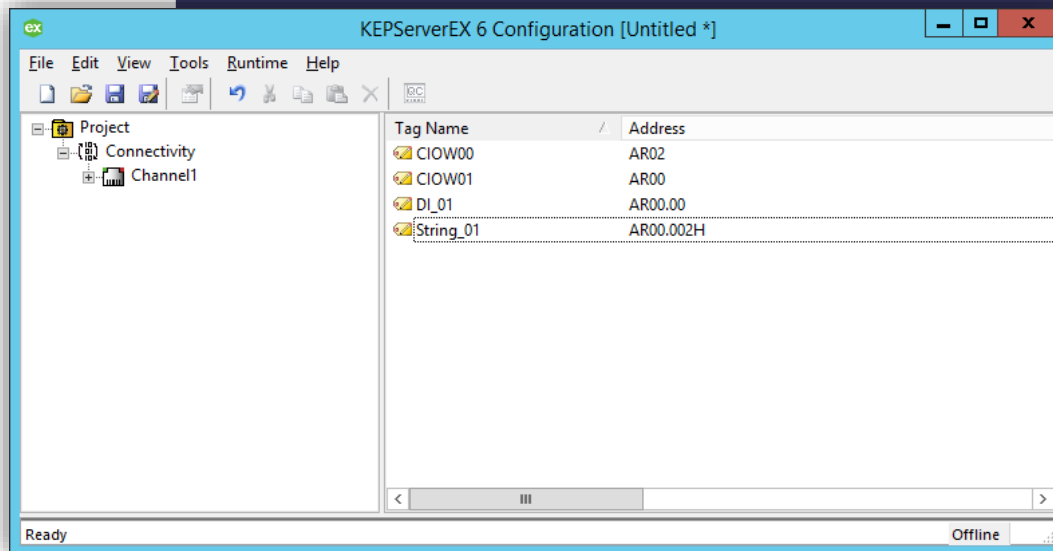 ex KEPServerEX 6 Configuration [Untitled *]
File Edit View Tools Runtime Help
QC
Project
Connectivity
Channel1
Tag Name Address
CIOW00 AR02
CIOW01 AR00
DI_01 AR00.00
String_01 AR00.002H
Ready Offline